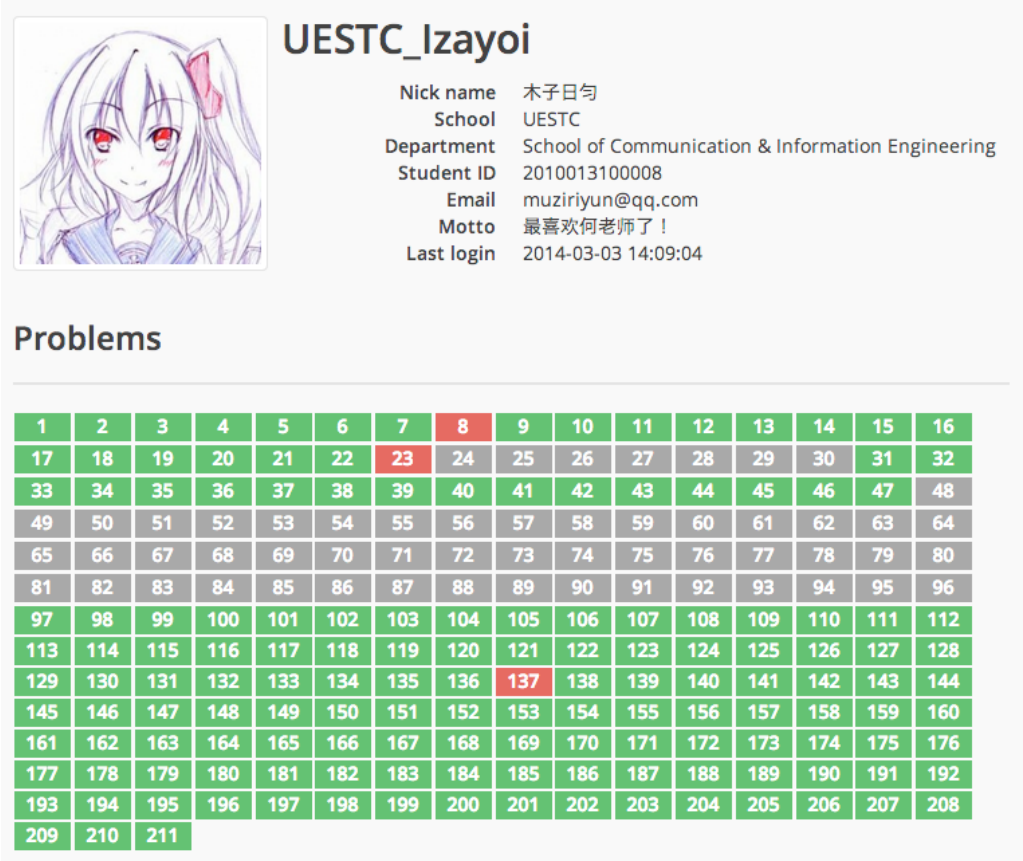 UESTC_Izayoi
Nick name 木子日匀
School UESTC
Department School of Communication & Information Engineering
Student ID 2010013100008
Email muziriyun@qq.com
Motto 最喜欢何老师了！
Last login 2014-03-03 14:09:04
Problems
1 2 3 4 5 6 7 8 9 10 11 12 13 14 15 16
17 18 19 20 21 22 23 24 25 26 27 28 29 30 31 32
33 34 35 36 37 38 39 40 41 42 43 44 45 46 47 48
49 50 51 52 53 54 55 56 57 58 59 60 61 62 63 64
65 66 67 68 69 70 71 72 73 74 75 76 77 78 79 80
81 82 83 84 85 86 87 88 89 90 91 92 93 94 95 96
97 98 99 100 101 102 103 104 105 106 107 108 109 110 111 112
113 114 115 116 117 118 119 120 121 122 123 124 125 126 127 128
129 130 131 132 133 134 135 136 137 138 139 140 141 142 143 144
145 146 147 148 149 150 151 152 153 154 155 156 157 158 159 160
161 162 163 164 165 166 167 168 169 170 171 172 173 174 175 176
177 178 179 180 181 182 183 184 185 186 187 188 189 190 191 192
193 194 195 196 197 198 199 200 201 202 203 204 205 206 207 208
209 210 211